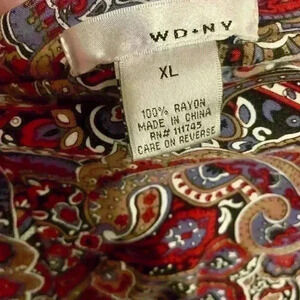 WD•NY
XL
100% RAYON
MADE IN CHINA
RN# 111745
CARE ON REVERSE